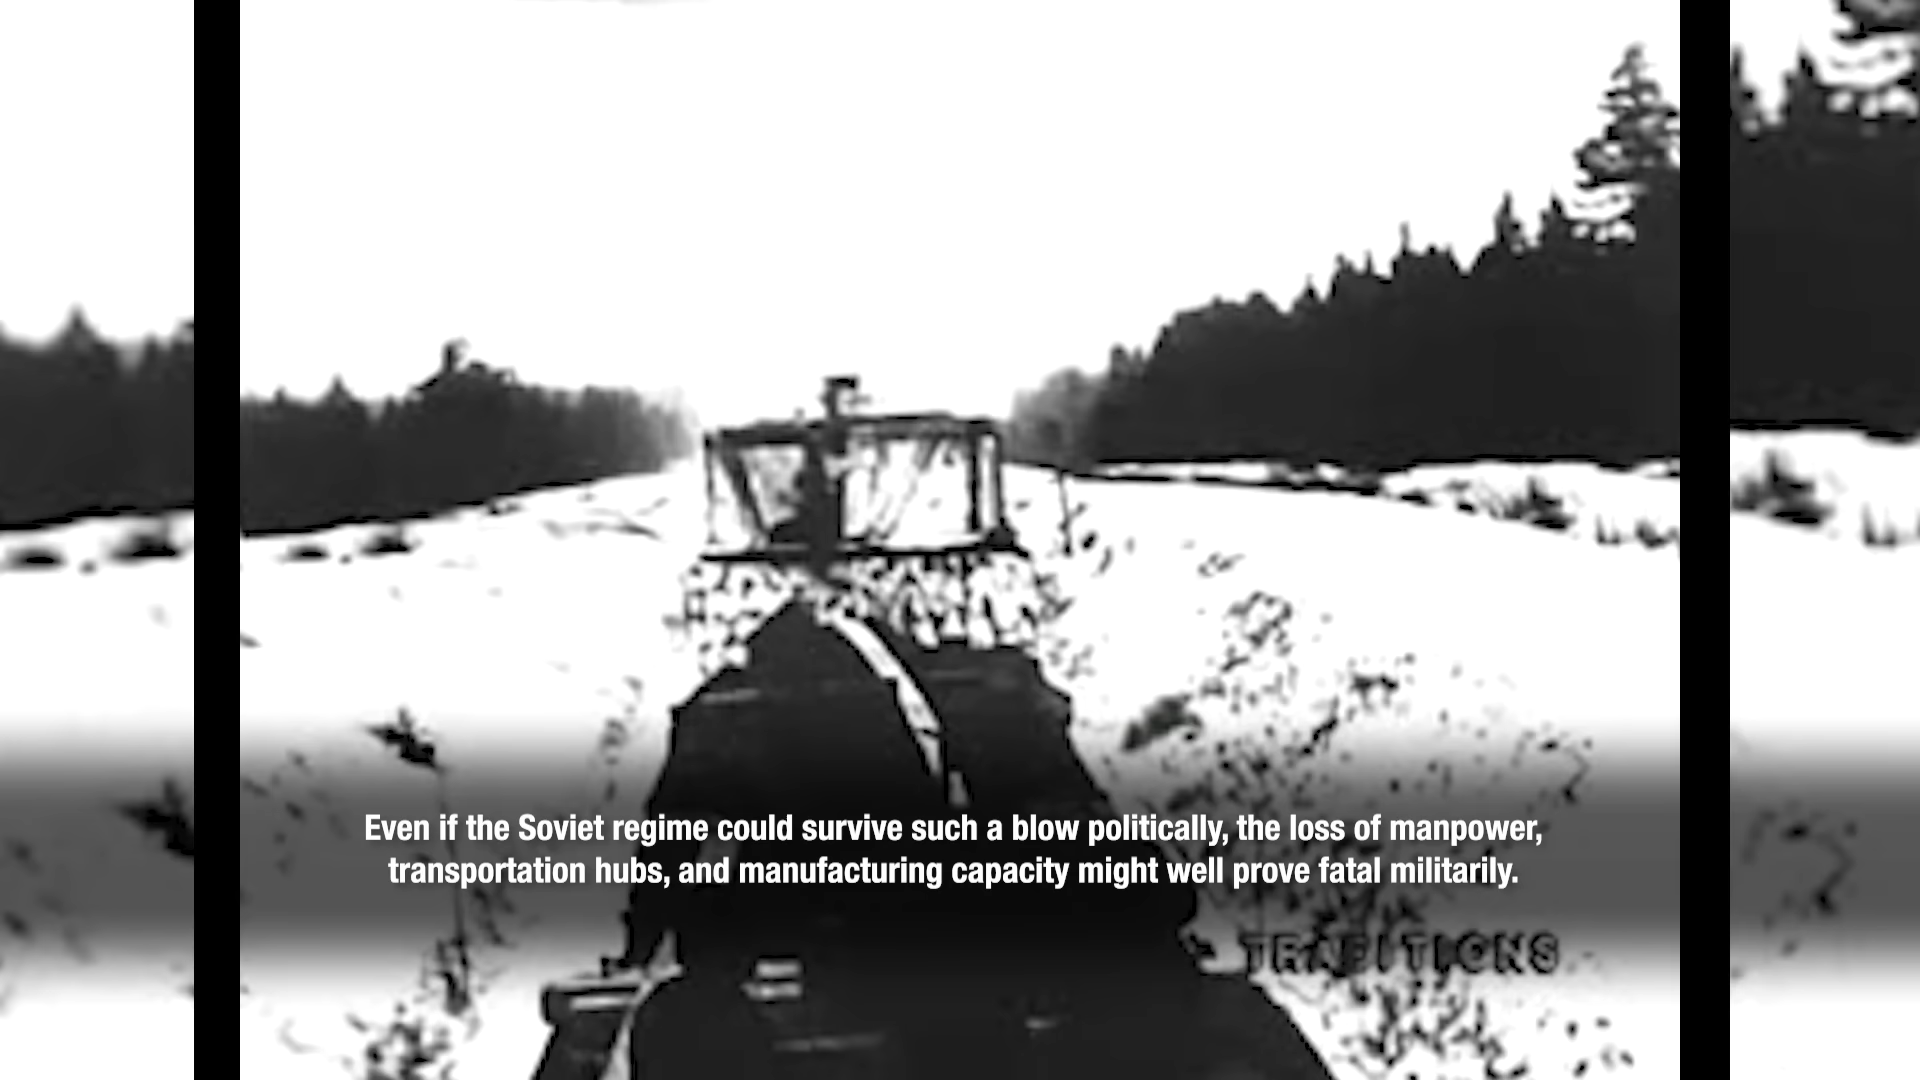 Even if the Soviet regime could survive such a blow politically, the loss of manpower,
transportation hubs, and manufacturing capacity might well prove fatal militarily.
TRADITIONS